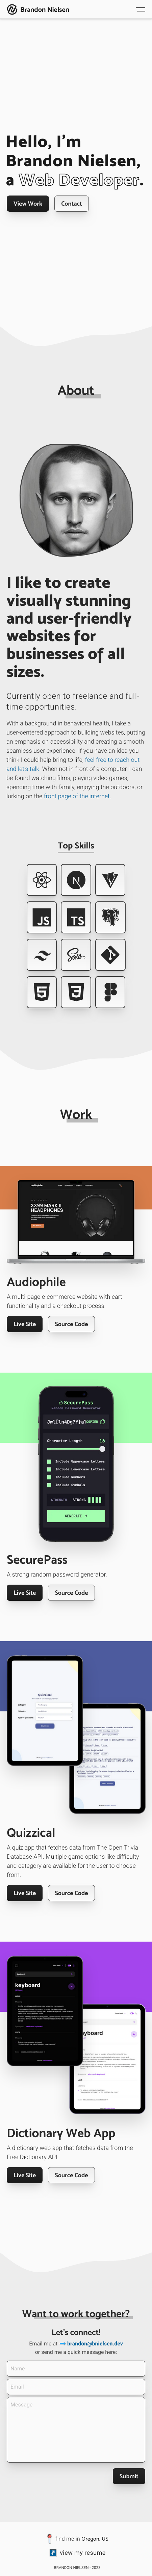 Brandon Nielsen
Hello, I'm
Brandon Nielsen,
a Web Developer.
View Work
Contact
About
I like to create
visually stunning
and user-friendly
websites for
businesses of all
sizes.
Currently open to freelance and full-
time opportunities.
With a background in behavioral health, I take a
user-centered approach to building websites, putting
an emphasis on accessibility and ensuring a smooth and
seamless user experience. If you have an idea you
think I could help bring to life, feel free to reach out
and let's talk. When not in front of a computer, I can
be found watching films, playing video games,
spending time with family, enjoying the outdoors, or
lurking on the front page of the internet.
Top Skills
JS
TS
Sass
Work
audiophile
XX99 MARK II
HEADPHONES
Audiophile
A multi-page e-commerce website with cart
functionality and a checkout process.
Live Site
Source Code
SecurePass
Random Password Generator
Character Length
16
Include Uppercase Letters
Include Lowercase Letters
Include Numbers
Include Symbols
STRENGTH
STRONG
GENERATE
SecurePass
A strong random password generator.
Live Site
Source Code
Quizzical
Quizzical
A quiz app that fetches data from The Open Trivia
Database API. Multiple game options like difficulty
and category are available for the user to choose
from.
Live Site
Source Code
keyboard
keyboard
Dictionary Web App
A dictionary web app that fetches data from the
Free Dictionary API.
Live Site
Source Code
Want to work together?
Let's connect!
Email me at brandon@bnielsen.dev
or send me a quick message here:
Name
Email
Message
Submit
find me in Oregon, US
view my resume
BRANDON NIELSEN · 2023